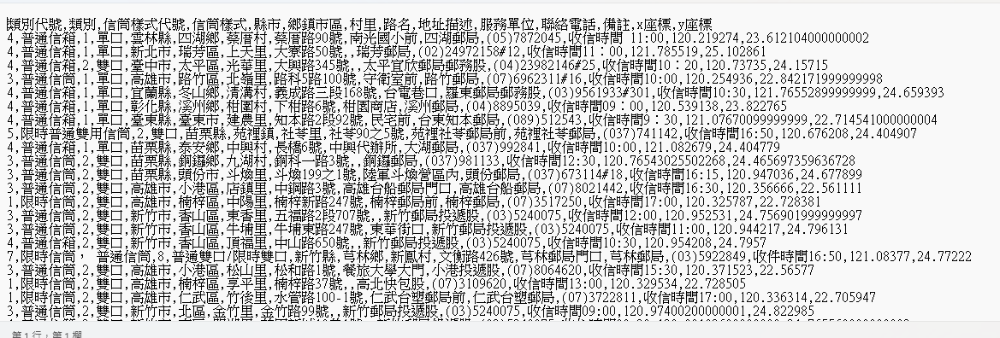 類別代號,類別,信筒樣式代號,信筒樣式,縣市,鄉鎮市區,村里,路名,地址描述,服務單位,聯絡電話,備註,x座標,y座標
4,普通信箱,1,單口,雲林縣,四湖鄉,蔡厝村,蔡厝路90號,南光國小前,四湖郵局,(05)7872045,收信時間 11:00,120.219274,23.612104000000002
4,普通信箱,1,單口,新北市,瑞芳區,上天里,大寮路50號,,瑞芳郵局,(02)24972158#12,收信時間11：00,121.785519,25.102861
4,普通信箱,2,雙口,臺中市,太平區,光華里,大興路345號,,太平宜欣郵局郵務股,(04)23982146#25,收信時間10：20,120.73735,24.15715
3,普通信筒,1,單口,高雄市,路竹區,北嶺里,路科5路100號,守衛室前,路竹郵局,(07)6962311#16,收信時間10:00,120.254936,22.842171999999998
4,普通信箱,1,單口,宜蘭縣,冬山鄉,清溝村,義成路三段168號,台電巷口,羅東郵局郵務股,(03)9561933#301,收信時間10:30,121.76552899999999,24.659393
4,普通信箱,1,單口,彰化縣,溪州鄉,柑園村,下柑路6號,柑園商店,溪州郵局,(04)8895039,收信時間09：00,120.539138,23.822765
4,普通信箱,1,單口,臺東縣,臺東市,建農里,知本路2段92號,民宅前,台東知本郵局,(089)512543,收信時間9：30,121.07670099999999,22.714541000000004
5,限時普通雙用信筒,2,雙口,苗栗縣,苑裡鎮,社苓里,社苓90之5號,苑裡社苓郵局前,苑裡社苓郵局,(037)741142,收信時間16:50,120.676208,24.404907
4,普通信箱,1,單口,苗栗縣,泰安鄉,中興村,長橋6號,中興代辦所,大湖郵局,(037)992841,收信時間10:00,121.082679,24.404779
3,普通信筒,2,雙口,苗栗縣,銅鑼鄉,九湖村,銅科一路3號,,銅鑼郵局,(037)981133,收信時間12:30,120.76543025502268,24.465697359636728
3,普通信筒,2,雙口,苗栗縣,頭份市,斗煥里,斗煥199之1號,陸軍斗煥營區內,頭份郵局,(037)673114#18,收信時間16:15,120.947036,24.677899
3,普通信筒,2,雙口,高雄市,小港區,店鎮里,中鋼路3號,高雄台船郵局門口,高雄台船郵局,(07)8021442,收信時間16:30,120.356666,22.561111
1,限時信筒,2,雙口,高雄市,楠梓區,中陽里,楠梓新路247號,楠梓郵局前,楠梓郵局,(07)3517250,收信時間17:00,120.325787,22.728381
3,普通信筒,2,雙口,新竹市,香山區,東香里,五福路2段707號,,新竹郵局投遞股,(03)5240075,收信時間12:00,120.952531,24.756901999999997
3,普通信筒,2,雙口,新竹市,香山區,牛埔里,牛埔東路247號,東華街口,新竹郵局投遞股,(03)5240075,收信時間11:00,120.944217,24.796131
4,普通信箱,2,雙口,新竹市,香山區,頂福里,中山路650號,,新竹郵局投遞股,(03)5240075,收信時間10:30,120.954208,24.7957
7,限時信筒， 普通信筒,8,普通雙口/限時雙口,新竹縣,芎林鄉,新鳳村,文衡路426號,芎林郵局門口,芎林郵局,(03)5922849,收件時間16:50,121.08377,24.77222
3,普通信筒,2,雙口,高雄市,小港區,松山里,松和路1號,餐旅大學大門,小港投遞股,(07)8064620,收信時間15:30,120.371523,22.56577
1,限時信筒,2,雙口,高雄市,楠梓區,享平里,楠梓路37號,,高北快包股,(07)3109620,收信時間13:00,120.329534,22.728505
1,限時信筒,2,雙口,高雄市,仁武區,竹後里,水管路100-1號,仁武台塑郵局前,仁武台塑郵局,(07)3722811,收信時間17:00,120.336314,22.705947
3,普通信筒,2,雙口,新竹市,北區,金竹里,金竹路99號,,新竹郵局投遞股,(03)5240075,收信時間09:00,120.97400200000001,24.822985
第1行，第1欄